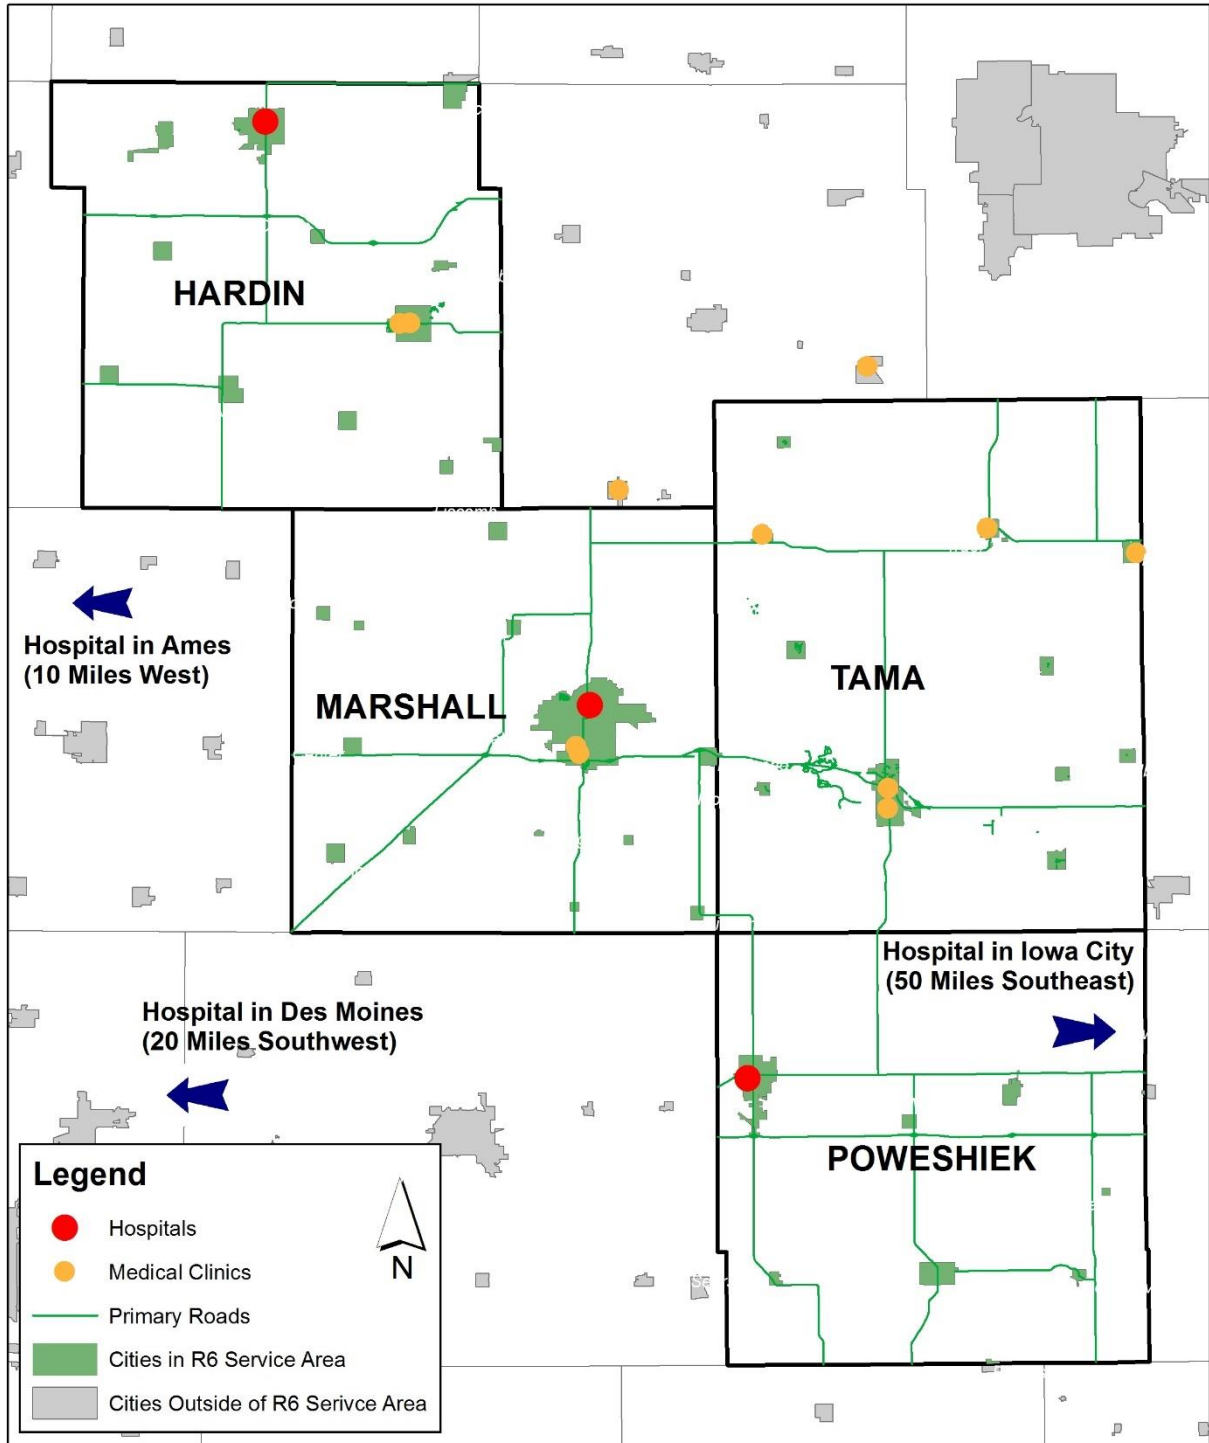 HARDIN
Hospital in Ames
(10 Miles West)
MARSHALL
TAMA
Hospital in Iowa City
(50 Miles Southeast)
Hospital in Des Moines
(20 Miles Southwest)
POWESHIEK
Legend
Hospitals
Medical Clinics
Primary Roads
Cities in R6 Service Area
Cities Outside of R6 Serivce Area
N